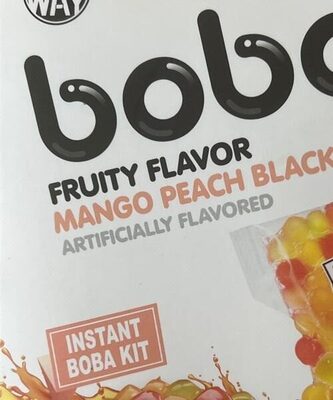 WAY
bobo
FRUITY FLAVOR
MANGO PEACH BLACK
ARTIFICIALLY FLAVORED
INSTANT
BOBA KIT